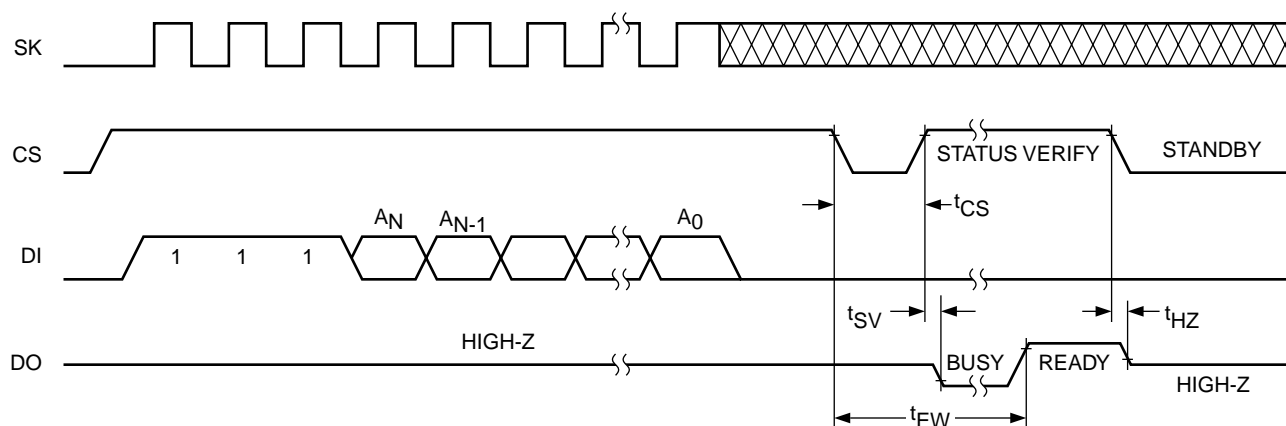 SK
CS
STATUS VERIFY
STANDBY
tCS
AN
AN-1
A0
DI
1
1
1
tSV
tHZ
HIGH-Z
DO
BUSY
READY
HIGH-Z
tEW